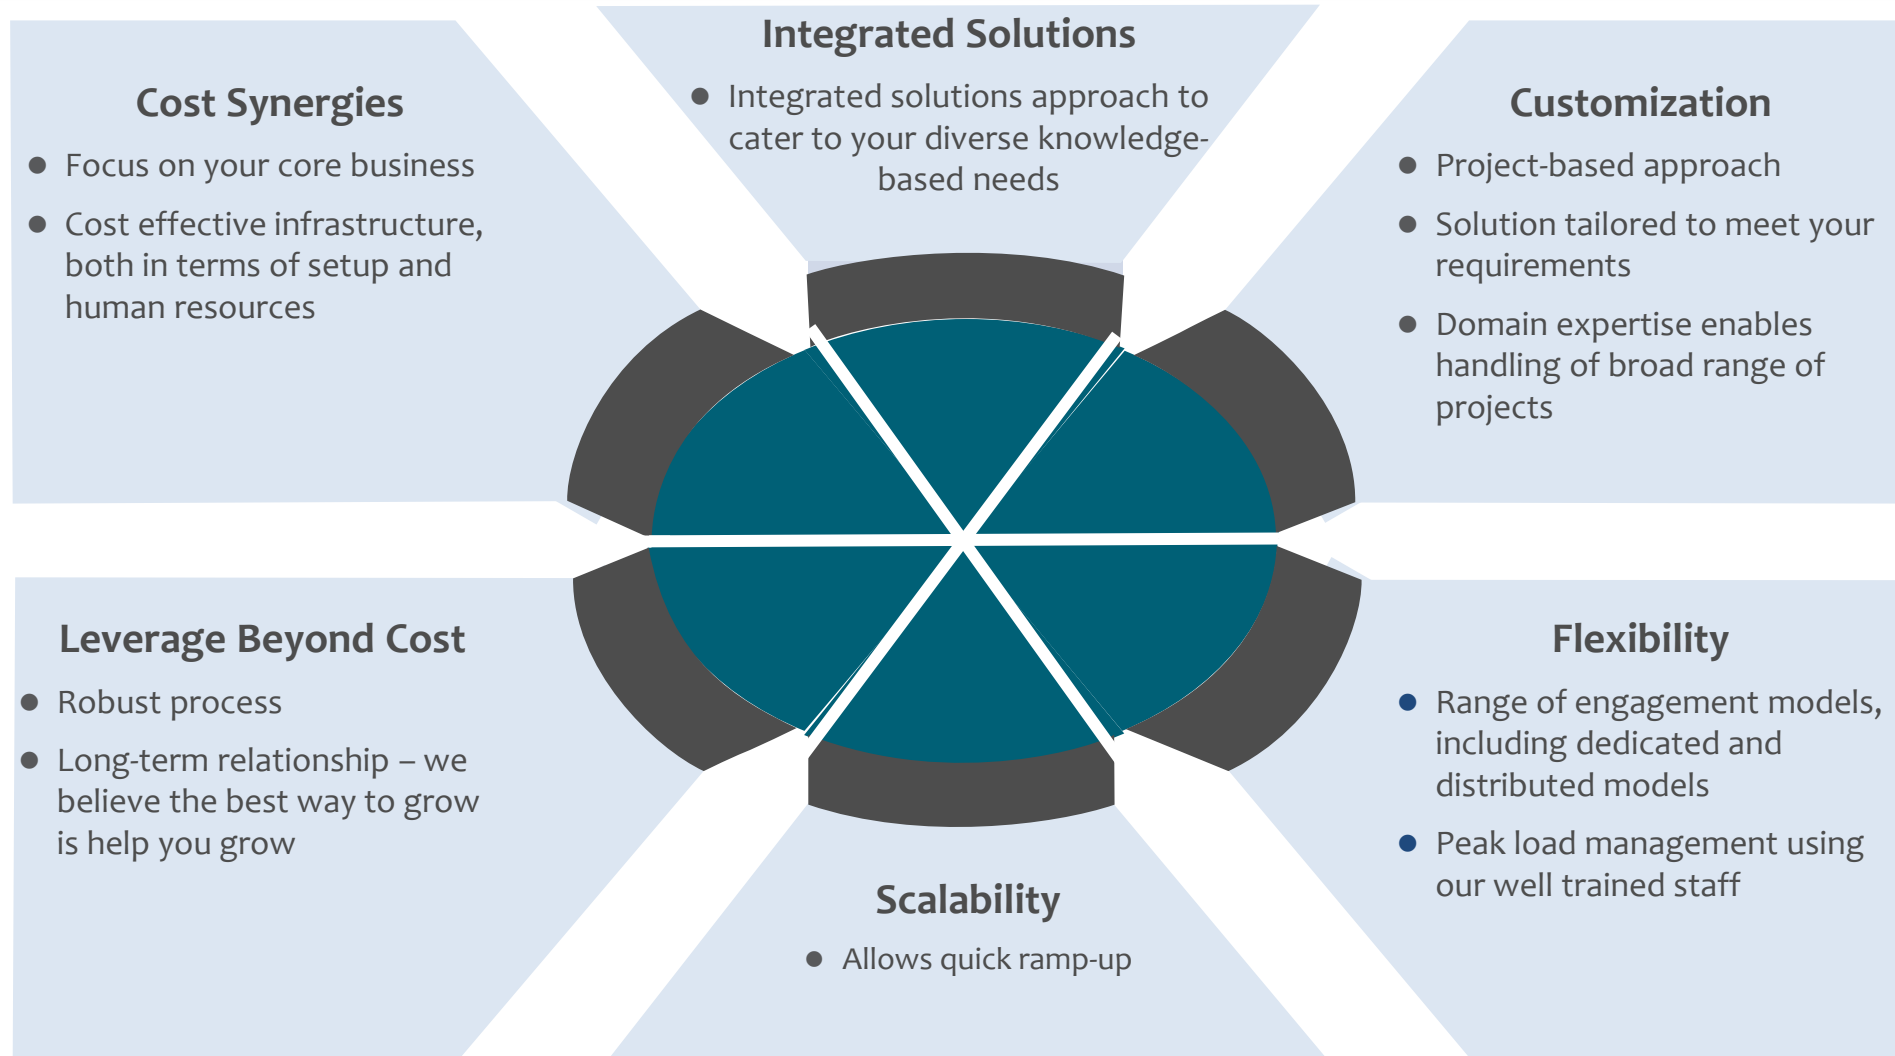 Integrated Solutions
● Integrated solutions approach to
cater to your diverse knowledge-
based needs
Cost Synergies
● Focus on your core business
● Cost effective infrastructure,
both in terms of setup and
human resources
Customization
● Project-based approach
● Solution tailored to meet your
requirements
● Domain expertise enables
handling of broad range of
projects
Leverage Beyond Cost
● Robust process
● Long-term relationship – we
believe the best way to grow
is help you grow
Flexibility
● Range of engagement models,
including dedicated and
distributed models
● Peak load management using
our well trained staff
Scalability
● Allows quick ramp-up